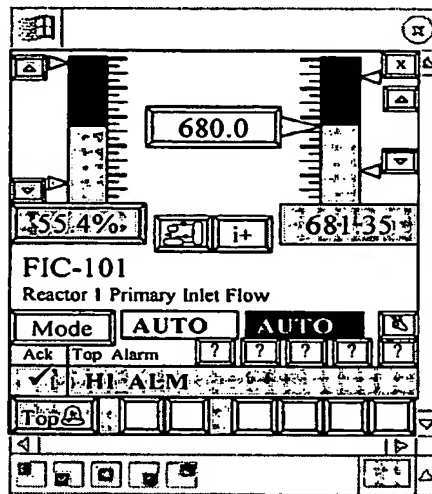 x
680.0
55.4% i+ 681.35
FIC-101
Reactor 1 Primary Inlet Flow
Mode AUTO AUTO
Ack Top Alarm ? ? ? ? ?
HI ALM
Top